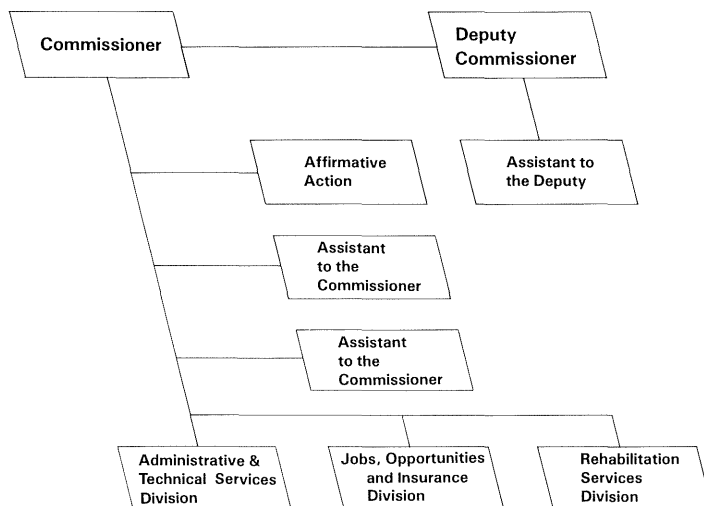 Commissioner
Deputy
Commissioner
Affirmative
Action
Assistant to
the Deputy
Assistant
to the
Commissioner
Assistant
to the
Commissioner
Administrative &
Technical Services
Division
Jobs, Opportunities
and Insurance
Division
Rehabilitation
Services
Division